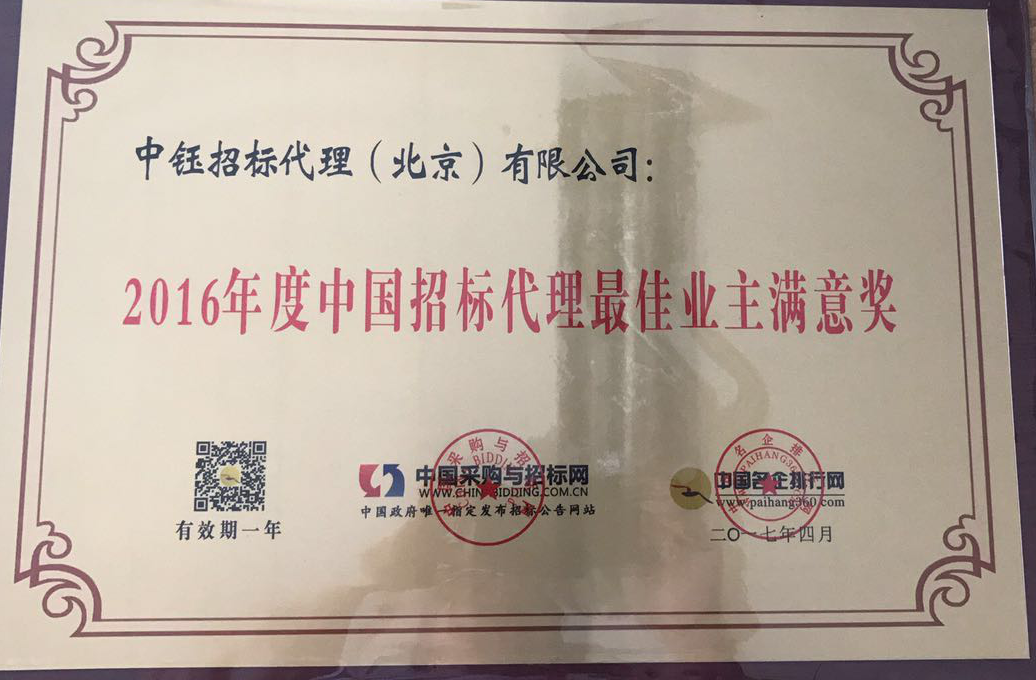 中钰招标代理（北京）有限公司：
2016年度中国招标代理最佳业主满意奖
中国采购与招标网
WWW.CHINABIDDING.COM.CN
中国政府唯一指定发布招标公告网站
中国名企排行网
www.paihang360.com
有效期一年
二〇一七年四月